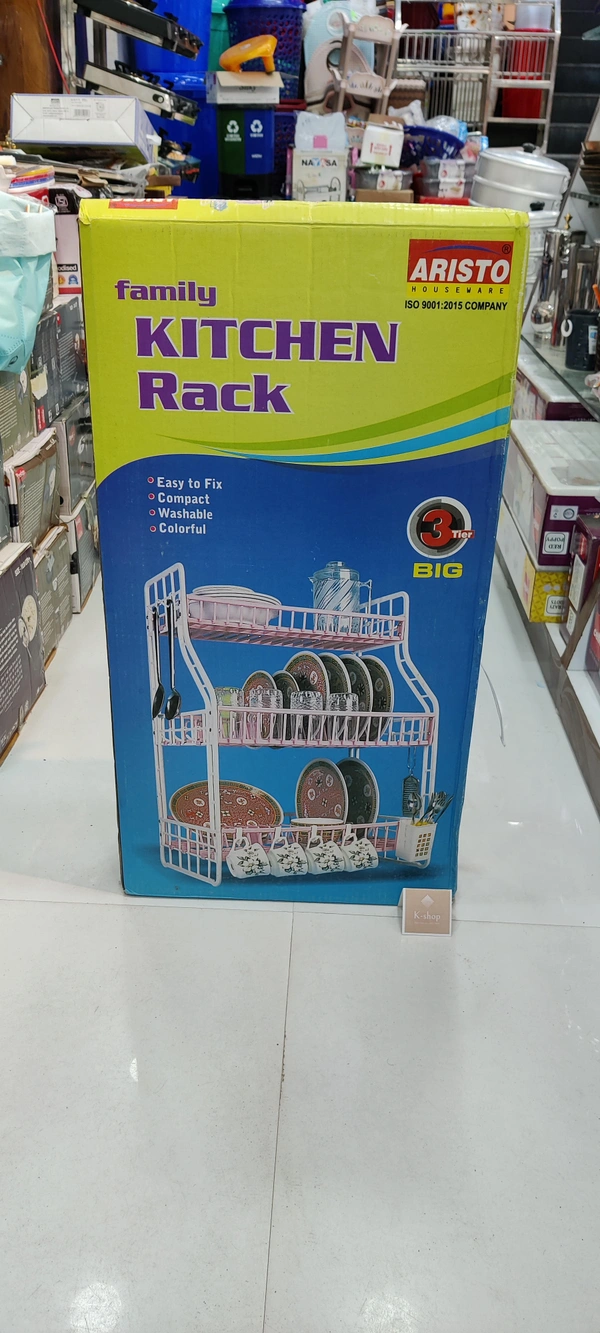 ARISTO
®
HOUSEWARE
ISO 9001:2015 COMPANY
family
KITCHEN
Rack
Easy to Fix
Compact
Washable
Colorful
3 Tier
BIG
K-shop